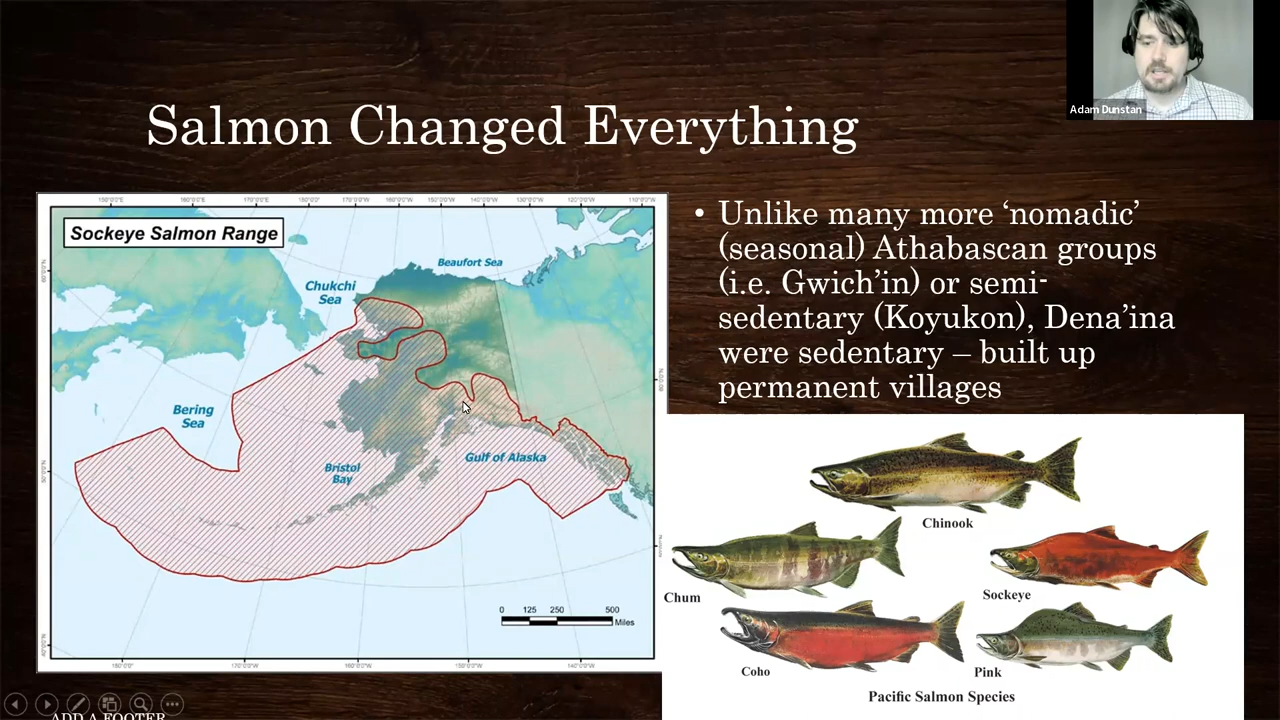 Adam Dunstan
Salmon Changed Everything
Sockeye Salmon Range
Beaufort Sea
Chukchi
Sea
Bering
Sea
Bristol
Bay
Gulf of Alaska
0 125 250 500
Miles
• Unlike many more ‘nomadic’
(seasonal) Athabascan groups
(i.e. Gwich’in) or semi-
sedentary (Koyukon), Dena’ina
were sedentary – built up
permanent villages
Chinook
Chum
Sockeye
Coho
Pink
Pacific Salmon Species
ADD A FOOTER